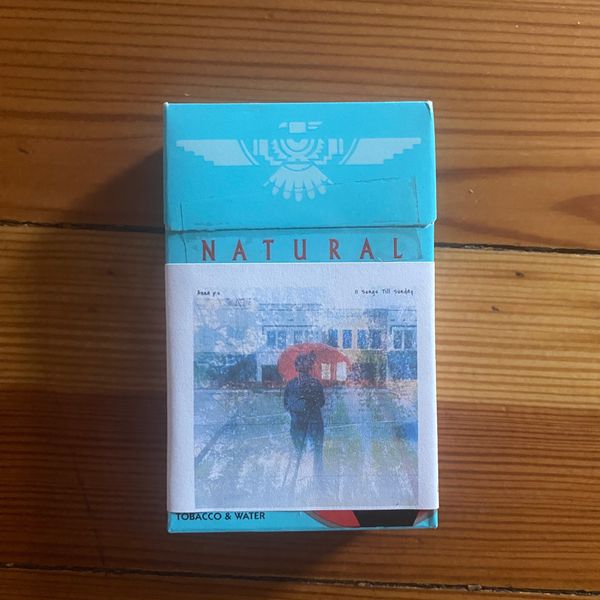 NATURAL
11 Songs Till Sunday
TOBACCO & WATER